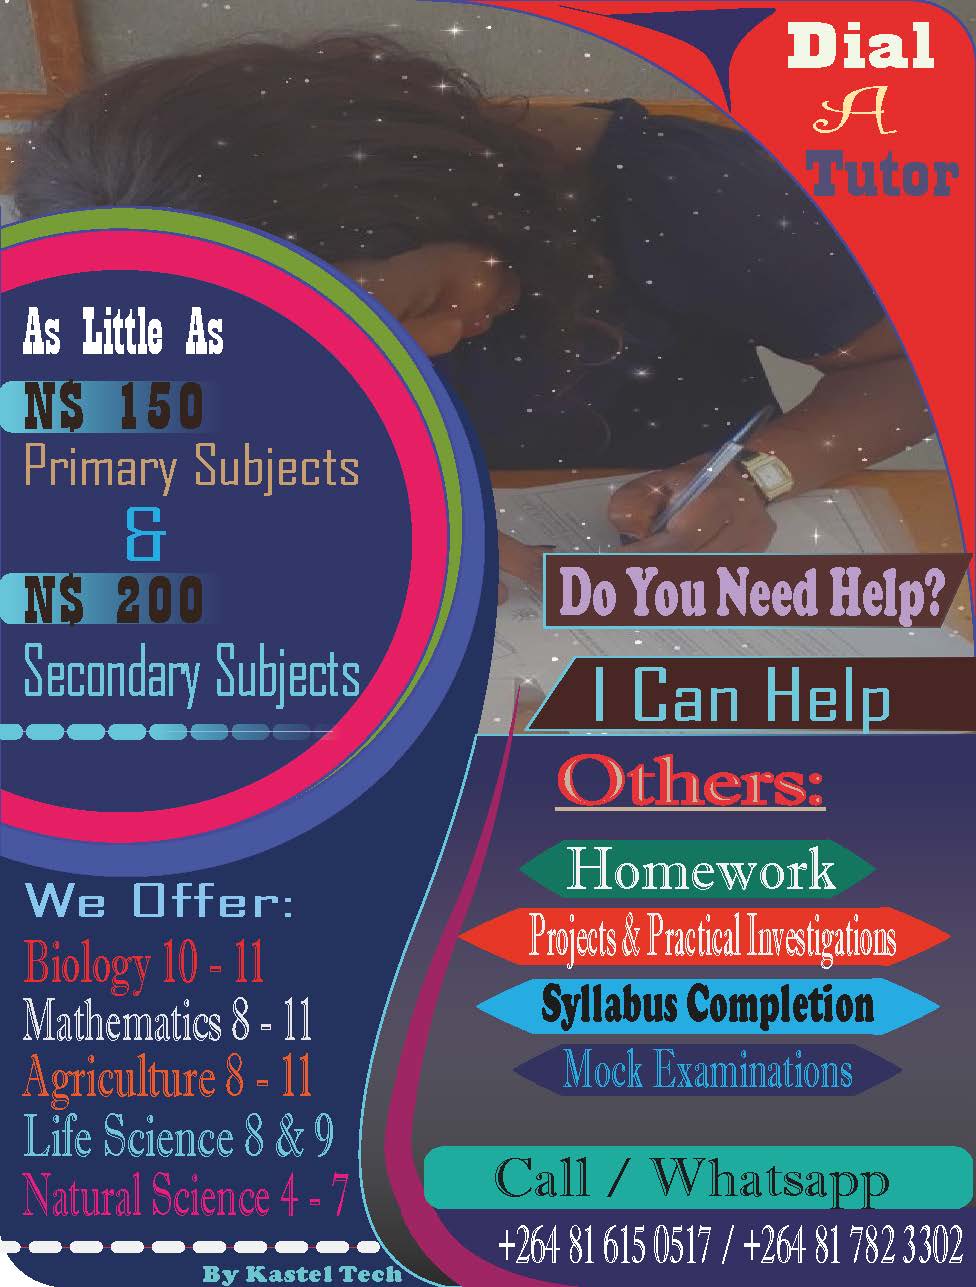 Dial
A
Tutor
As Little As
N$ 150
Primary Subjects
&
N$ 200
Secondary Subjects
Do You Need Help?
I Can Help
We Offer:
Biology 10 - 11
Mathematics 8 - 11
Agriculture 8 - 11
Life Science 8 & 9
Natural Science 4 - 7
Others:
Homework
Projects & Practical Investigations
Syllabus Completion
Mock Examinations
Call / Whatsapp
+264 81 615 0517 / +264 81 782 3302
By Kastel Tech